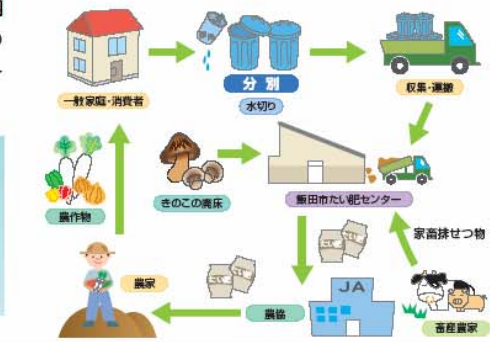 一般家庭・消費者
分別
水切り
収集・運搬
農作物
きのこの廃床
飯田市たい肥センター
家畜排せつ物
農家
農協
JA
畜産農家